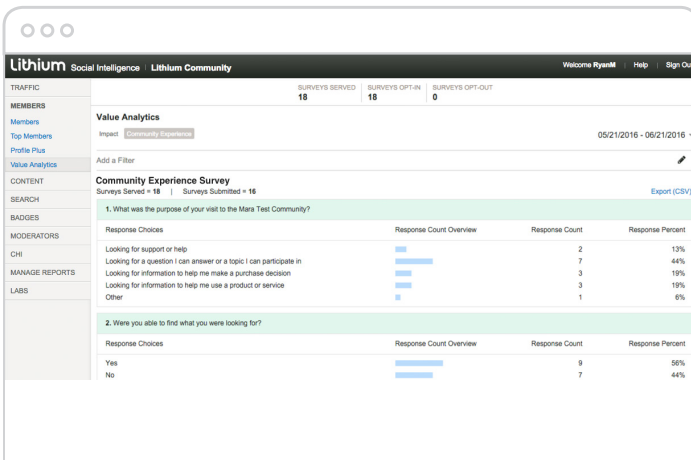 Lithium Social Intelligence | Lithium Community Welcome RyanM | Help | Sign Ou
TRAFFIC
MEMBERS
Members
Top Members
Profile Plus
Value Analytics
CONTENT
SEARCH
BADGES
MODERATORS
CHI
MANAGE REPORTS
LABS
SURVEYS SERVED SURVEYS OPT-IN SURVEYS OPT-OUT
18 18 0
Value Analytics
Impact Community Experience 05/21/2016 - 06/21/2016
Add a Filter
Community Experience Survey
Surveys Served = 18 | Surveys Submitted = 16 Export (CSV)
1. What was the purpose of your visit to the Mara Test Community?
Response Choices Response Count Overview Response Count Response Percent
Looking for support or help 2 13%
Looking for a question I can answer or a topic I can participate in 7 44%
Looking for information to help me make a purchase decision 3 19%
Looking for information to help me use a product or service 3 19%
Other 1 6%
2. Were you able to find what you were looking for?
Response Choices Response Count Overview Response Count Response Percent
Yes 9 56%
No 7 44%